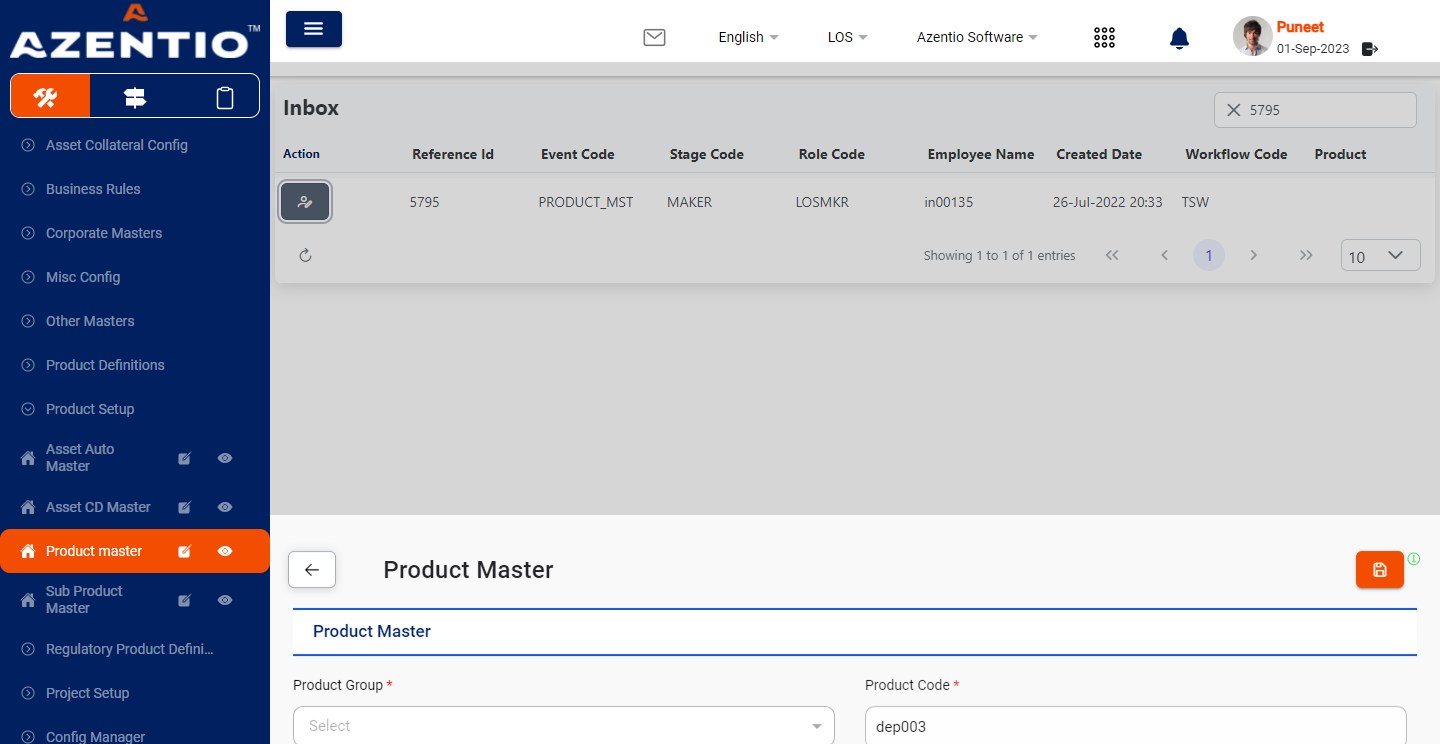 AZENTIO™
English
LOS
Azentio Software
Puneet
01-Sep-2023
Asset Collateral Config
Business Rules
Corporate Masters
Misc Config
Other Masters
Product Definitions
Product Setup
Asset Auto
Master
Asset CD Master
Product master
Sub Product
Master
Regulatory Product Defini...
Project Setup
Config Manager
Inbox
5795
Action Reference Id Event Code Stage Code Role Code Employee Name Created Date Workflow Code Product
5795 PRODUCT_MST MAKER LOSMKR in00135 26-Jul-2022 20:33 TSW
Showing 1 to 1 of 1 entries
1
10
Product Master
Product Master
Product Group *
Product Code *
Select
dep003